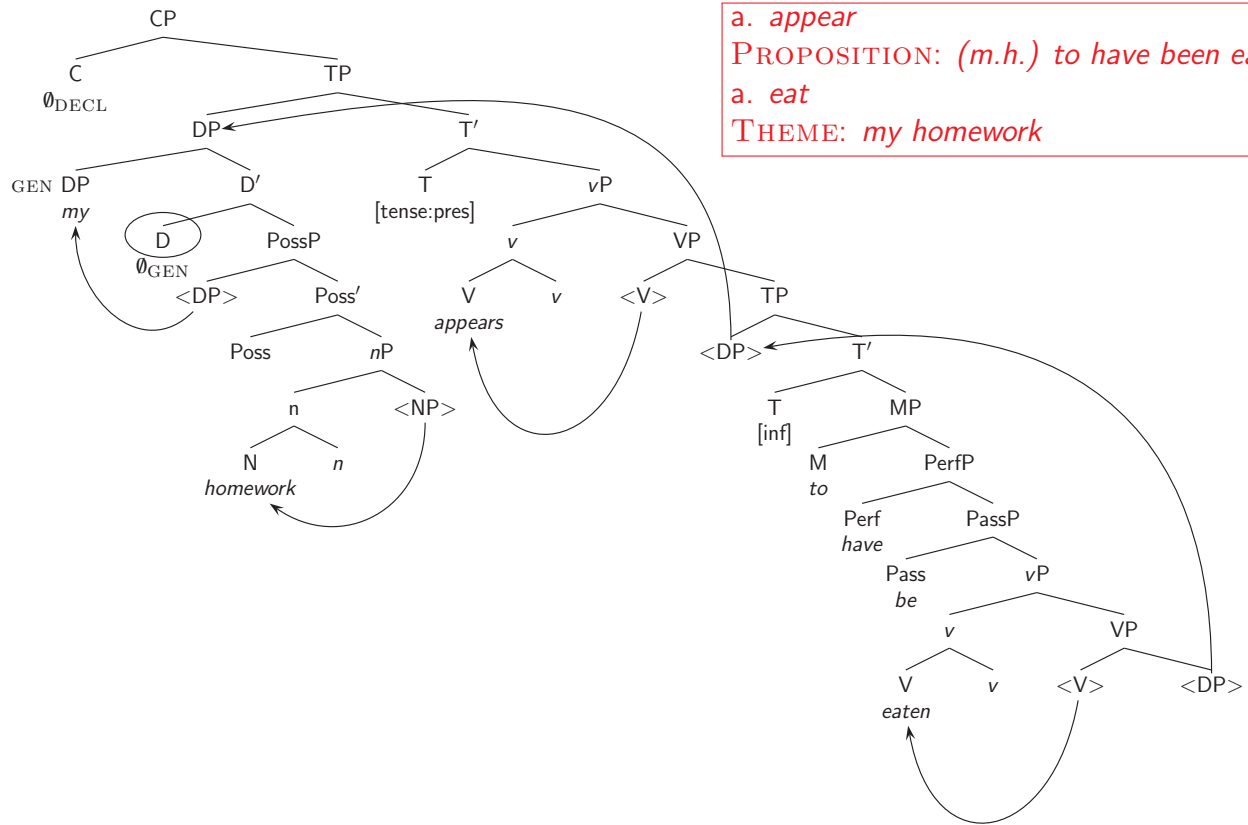 CP
a. appear
PROPOSITION: (m.h.) to have been ea
a. eat
THEME: my homework
C TP
∅DECL
DP T′
GEN DP D′ T vP
my [tense:pres]
D PossP v VP
∅GEN
<DP> Poss′ V v <V> TP
appears
Poss nP <DP> T′
n <NP> T MP
[inf]
N n M PerfP
homework to
Perf PassP
have
Pass vP
be
v VP
V v <V> <DP>
eaten